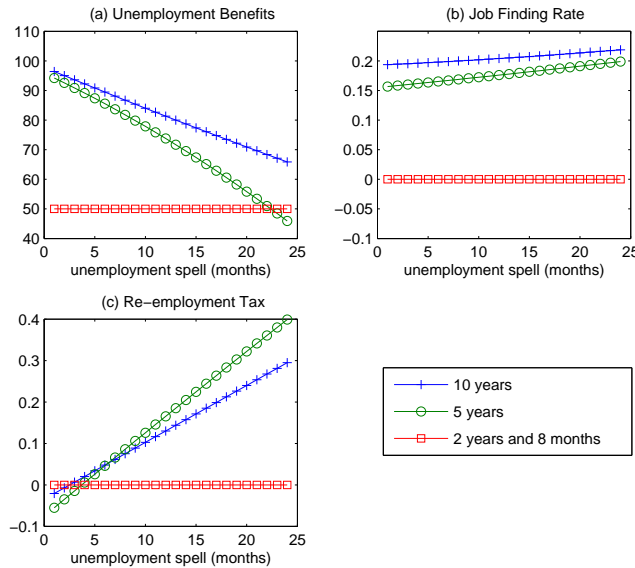 (a) Unemployment Benefits
110
100
90
80
70
60
50
40
0 5 10 15 20 25
unemployment spell (months)
(b) Job Finding Rate
0.2
0.15
0.1
0.05
0
−0.05
−0.1
0 5 10 15 20 25
unemployment spell (months)
(c) Re−employment Tax
0.4
0.3
0.2
0.1
0
−0.1
0 5 10 15 20 25
unemployment spell (months)
10 years
5 years
2 years and 8 months